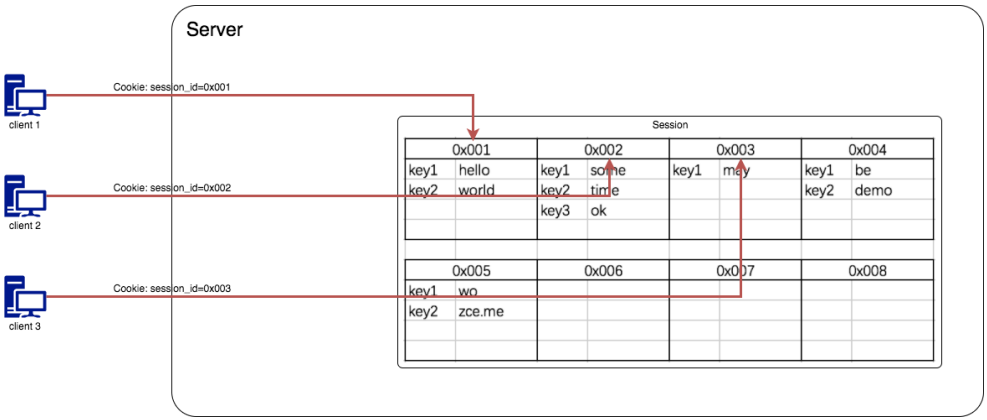 Server
Cookie: session_id=0x001
client 1
Session
0x001 0x002 0x003 0x004
key1 hello key1 some key1 may key1 be
key2 world key2 time key2 demo
Cookie: session_id=0x002
key3 ok
client 2
0x005 0x006 0x007 0x008
Cookie: session_id=0x003
key1 wo
key2 zce.me
client 3